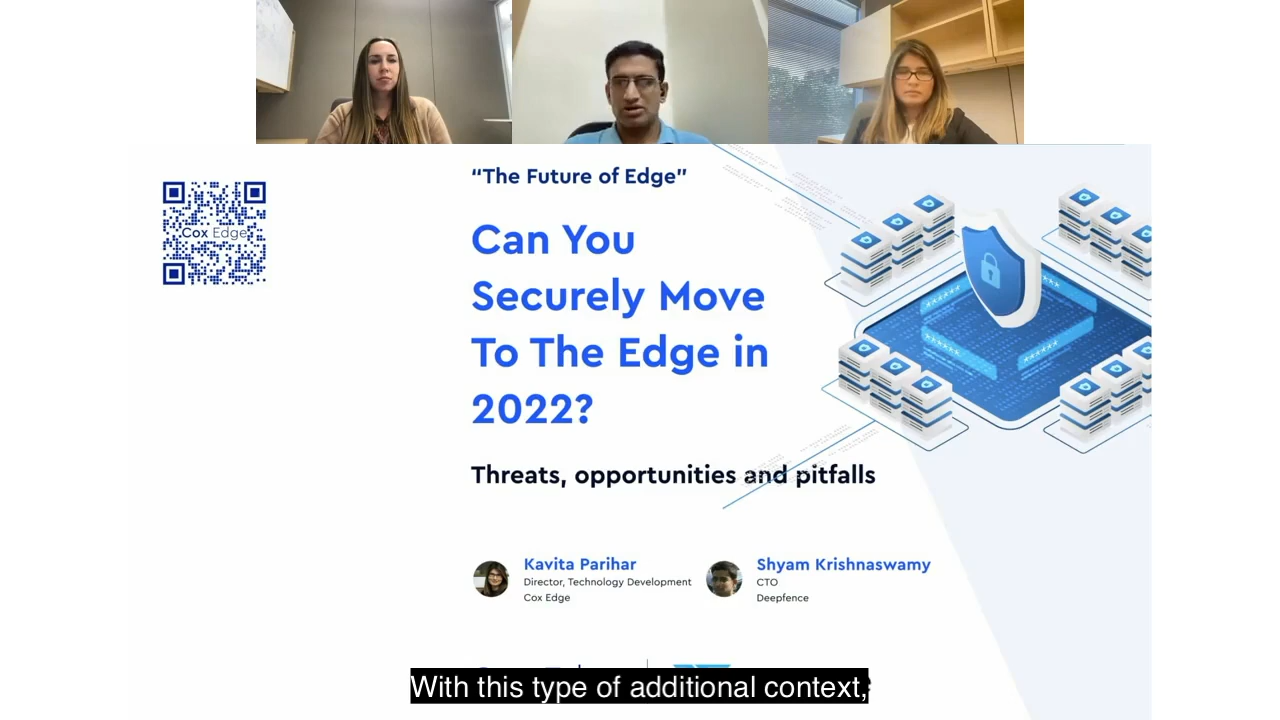 “The Future of Edge”
Cox Edge
Can You
Securely Move
To The Edge in
2022?
Threats, opportunities and pitfalls
Kavita Parihar
Director, Technology Development
Cox Edge
Shyam Krishnaswamy
CTO
Deepfence
With this type of additional context,